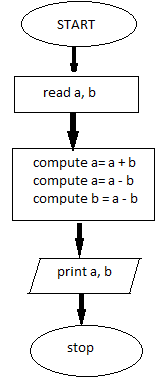 START
read a, b
compute a= a + b
compute a= a - b
compute b = a - b
print a, b
stop